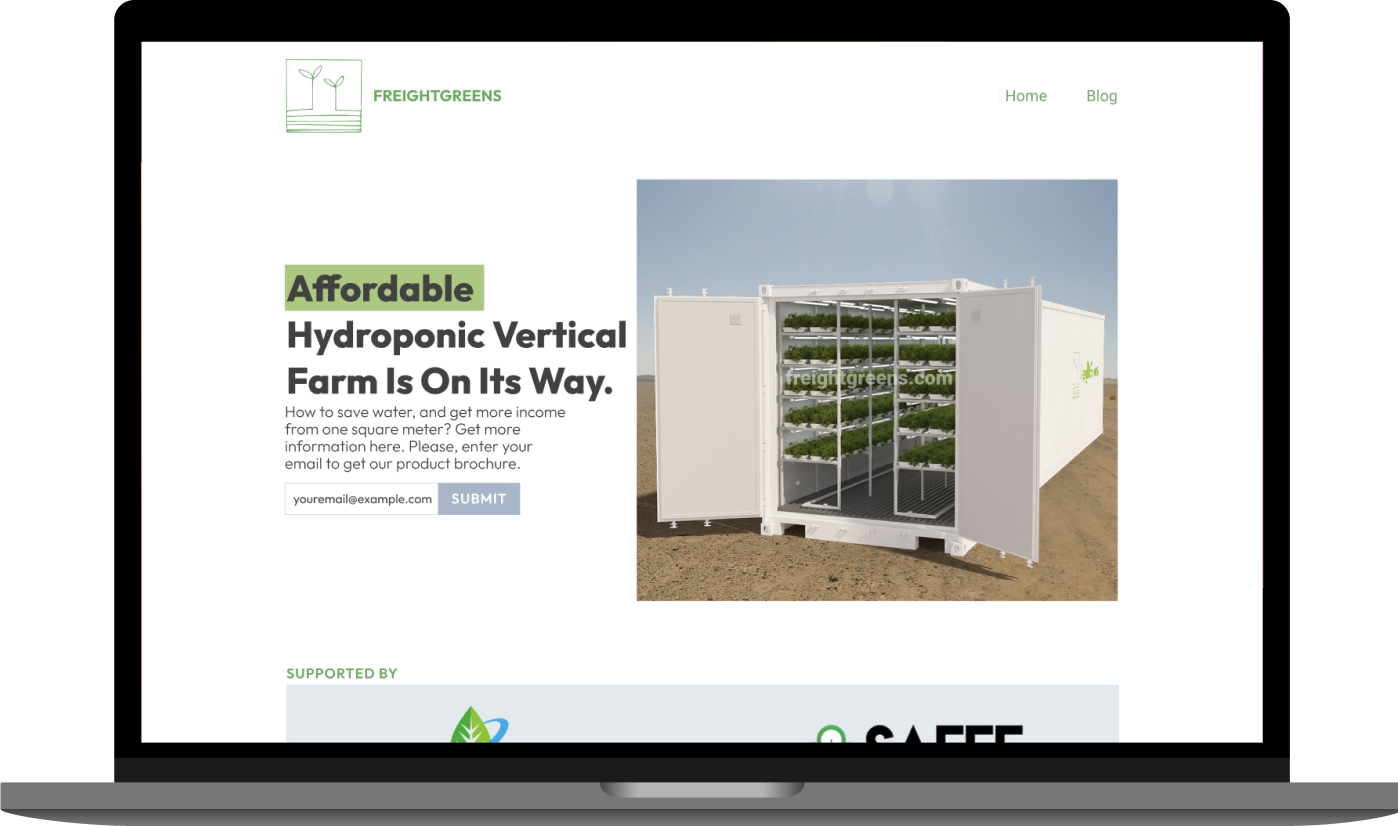 FREIGHTGREENS
Home
Blog
Affordable
Hydroponic Vertical
Farm Is On Its Way.
How to save water, and get more income
from one square meter? Get more
information here. Please, enter your
email to get our product brochure.
youremail@example.com
SUBMIT
freightgreens.com
SUPPORTED BY